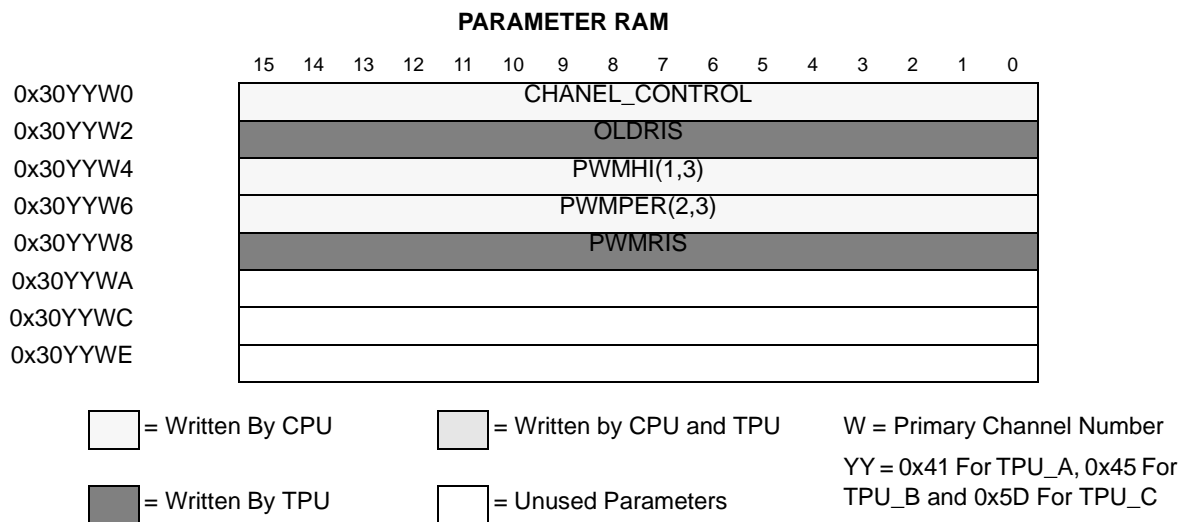 PARAMETER RAM
15 14 13 12 11 10 9 8 7 6 5 4 3 2 1 0
0x30YYW0 CHANEL_CONTROL
0x30YYW2 OLDRIS
0x30YYW4 PWMHI(1,3)
0x30YYW6 PWMPER(2,3)
0x30YYW8 PWMRIS
0x30YYWA
0x30YYWC
0x30YYWE
= Written By CPU = Written by CPU and TPU W = Primary Channel Number
YY = 0x41 For TPU_A, 0x45 For
= Written By TPU = Unused Parameters TPU_B and 0x5D For TPU_C